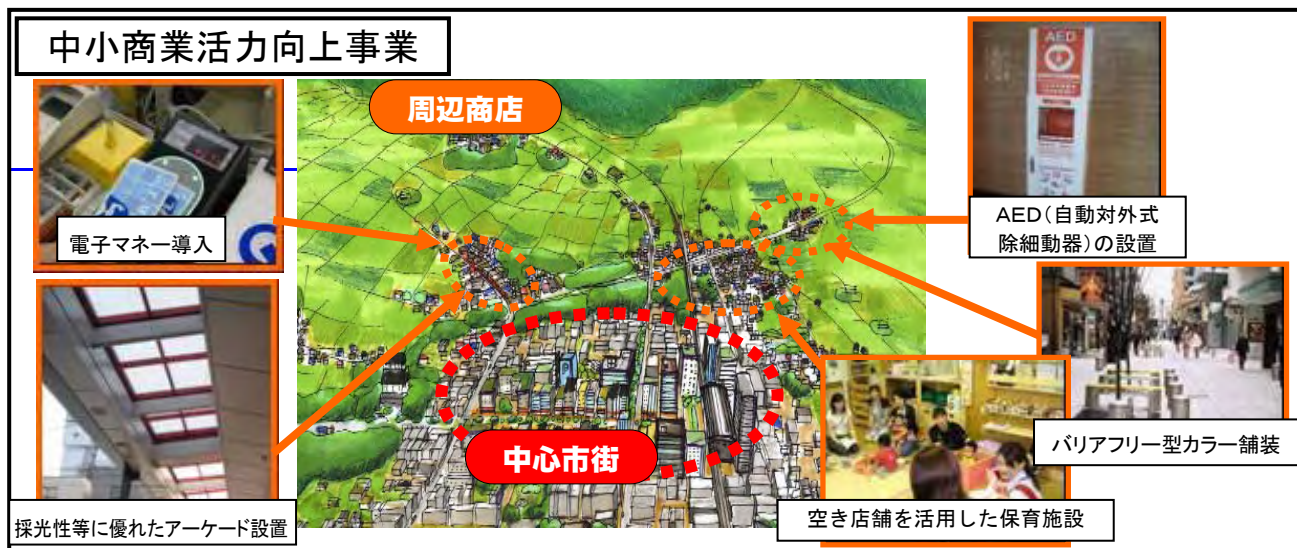 中小商業活力向上事業
周辺商店
電子マネー導入
AED
AED（自動対外式
除細動器）の設置
バリアフリー型カラー舗装
中心市街
採光性等に優れたアーケード設置
空き店舗を活用した保育施設